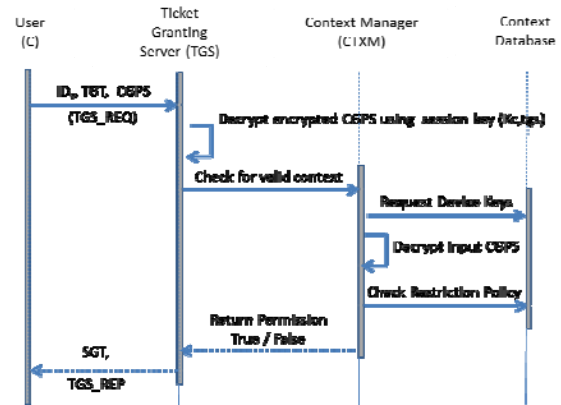 User
(C)
Ticket
Granting
Server (TGS)
Context Manager
(CTXM)
Context
Database
TGT, CGPS
(TGS_REQ)
Decrypt encrypted CGPS using session key (Kc,tgs)
Check for valid context
Request Device Keys
Decrypt input CGPS
Check Restriction Policy
Return Permission
True / False
SGT,
TGS_REP